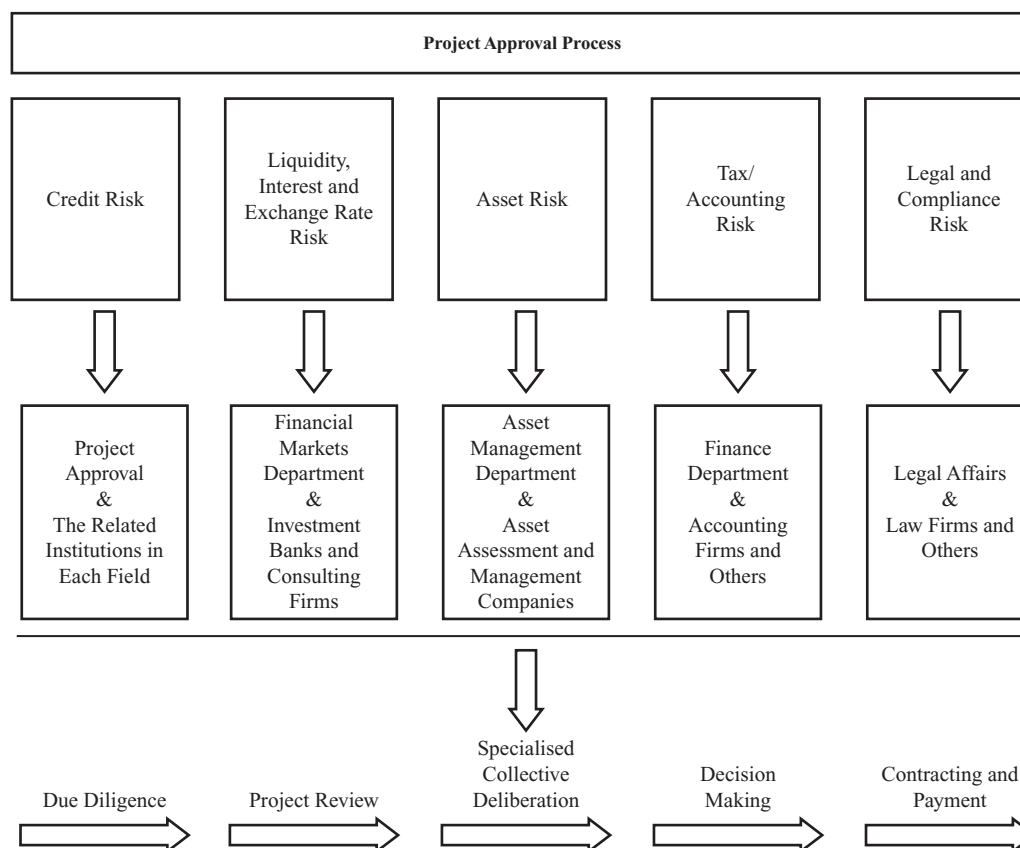 Project Approval Process
Credit Risk
Liquidity,
Interest and
Exchange Rate
Risk
Asset Risk
Tax/
Accounting
Risk
Legal and
Compliance
Risk
Project
Approval
&
The Related
Institutions in
Each Field
Financial
Markets
Department
&
Investment
Banks and
Consulting
Firms
Asset
Management
Department
&
Asset
Assessment and
Management
Companies
Finance
Department
&
Accounting
Firms and
Others
Legal Affairs
&
Law Firms and
Others
Due Diligence
Project Review
Specialised
Collective
Deliberation
Decision
Making
Contracting and
Payment